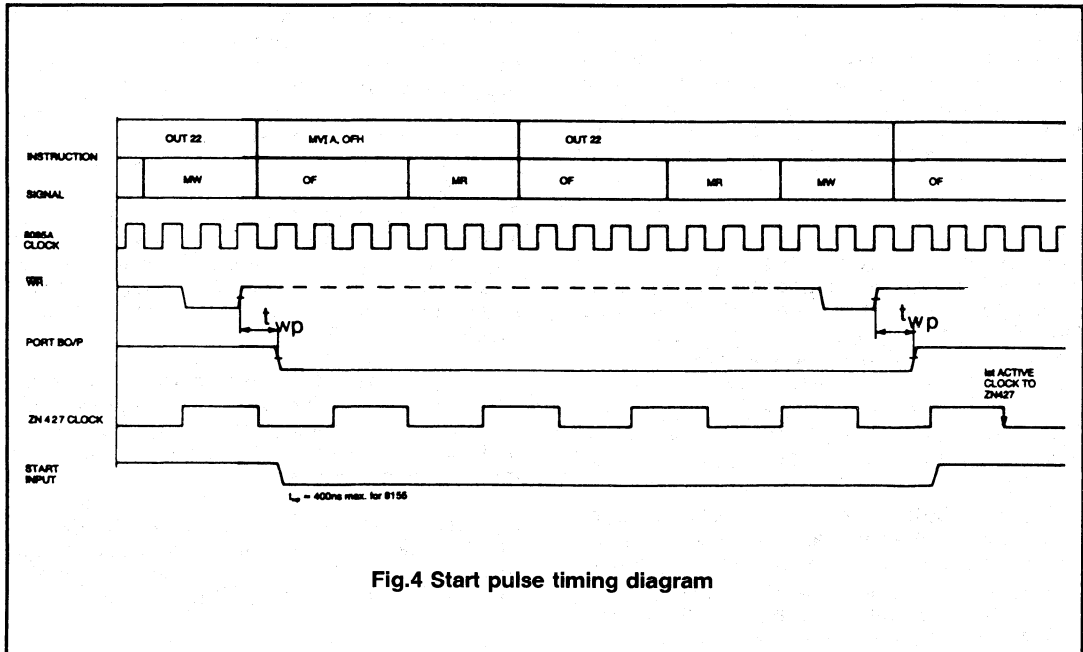 OUT 22 MVI A, OFH OUT 22
INSTRUCTION
MW OF MR OF MR MW OF
SIGNAL
8085A
CLOCK
WR
twp twp
PORT BO/P
1st ACTIVE
CLOCK TO
ZN427
ZN 427 CLOCK
START
INPUT
twp = 400ns max. for 8156
Fig.4 Start pulse timing diagram